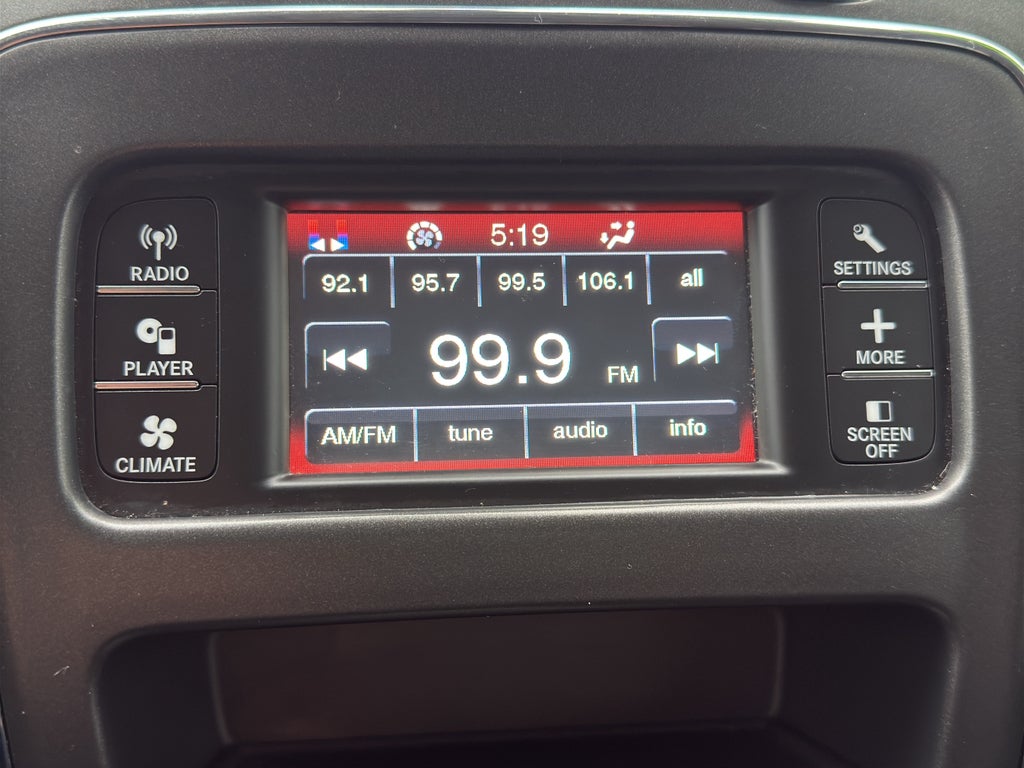 RADIO
PLAYER
CLIMATE
5:19
92.1 95.7 99.5 106.1 all
99.9 FM
AM/FM tune audio info
SETTINGS
MORE
SCREEN
OFF